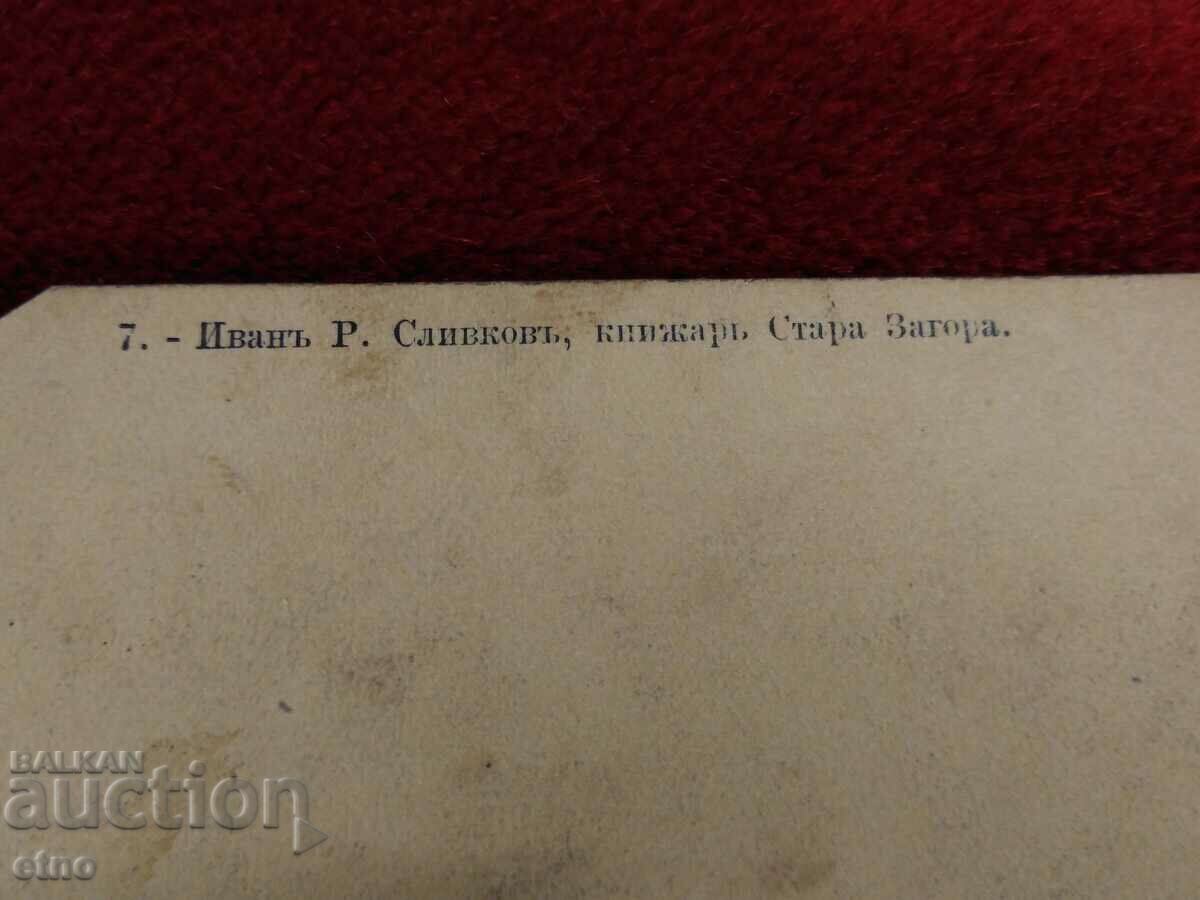 7. - Иванъ Р. Сливковъ, книжарь Стара Загора.
BALKAN
auction
etno